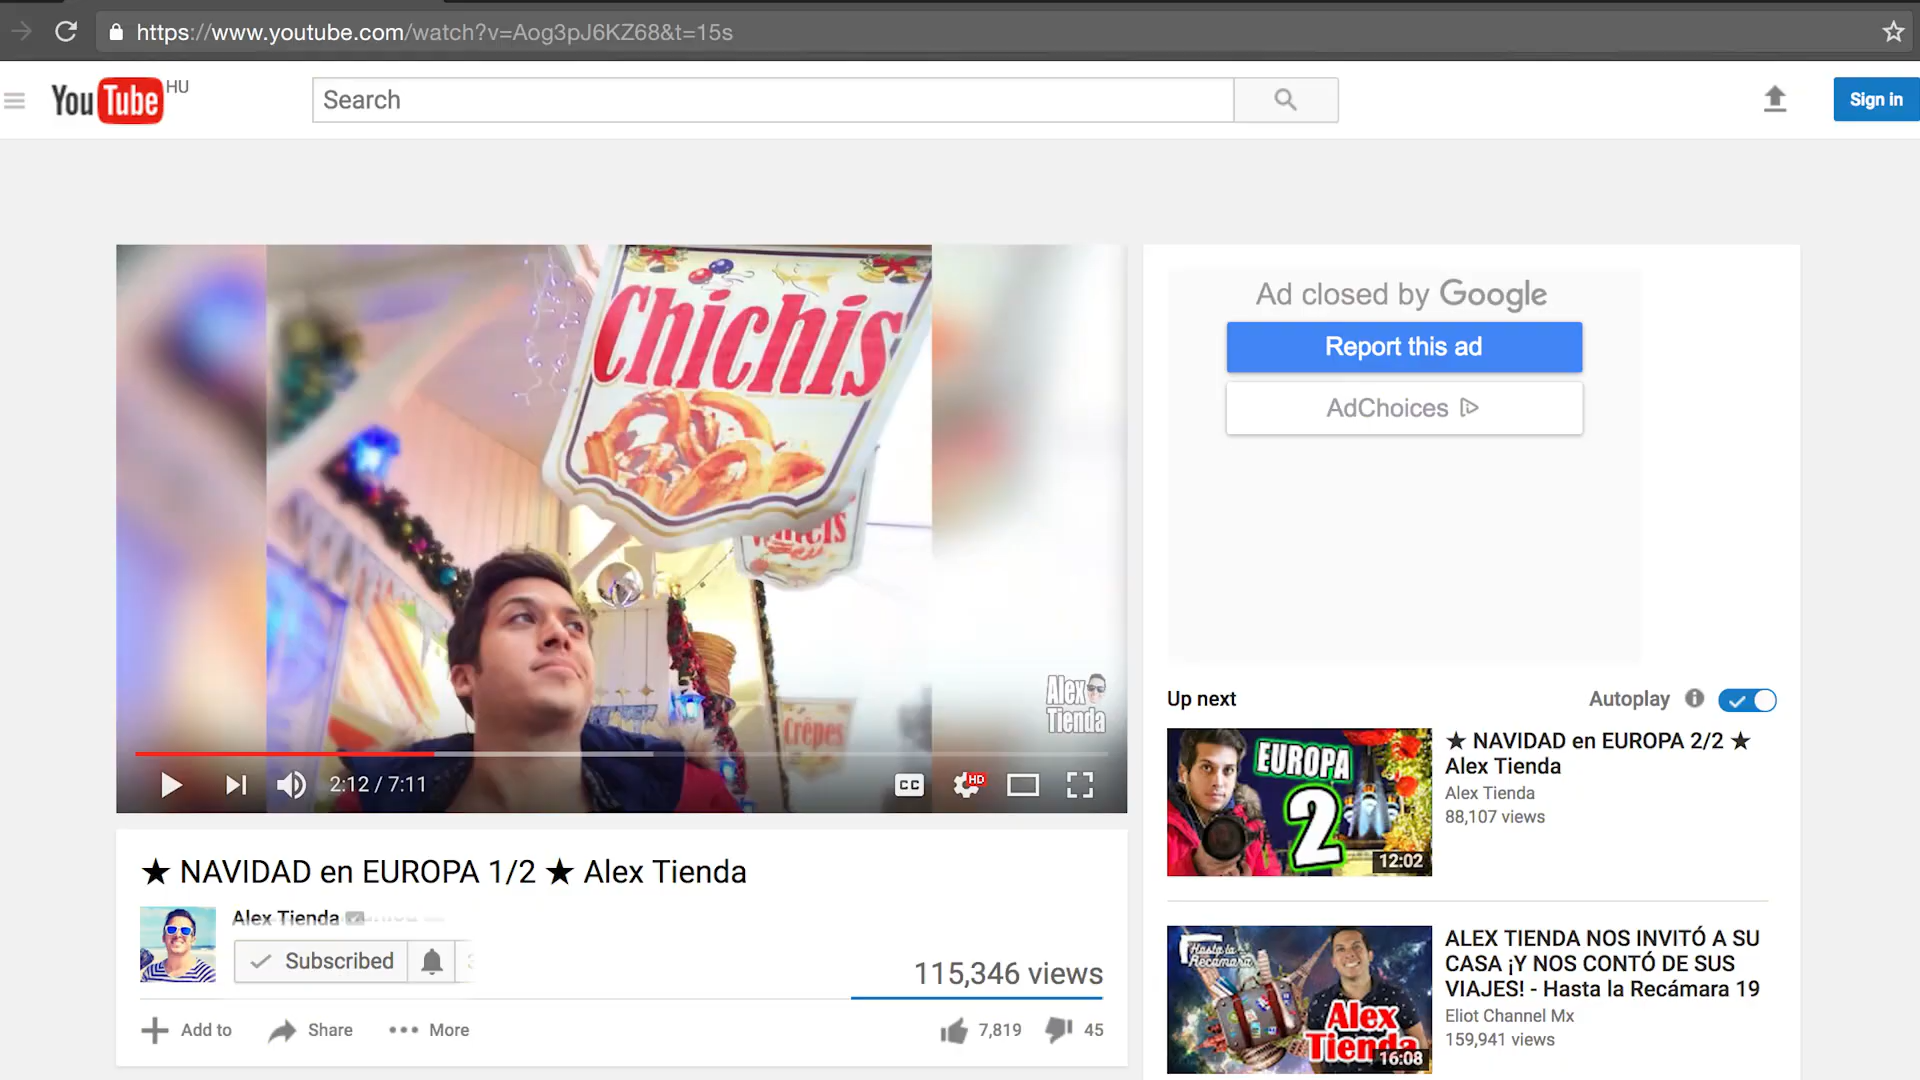 https://www.youtube.com/watch?v=Aog3pJ6KZ68&t=15s
YouTube HU
Search
Sign in
Chichis
Crêpes
Alex
Tienda
2:12 / 7:11
CC
HD
Ad closed by Google
Report this ad
AdChoices
Up next
Autoplay
EUROPA
2
12:02
★ NAVIDAD en EUROPA 2/2 ★
Alex Tienda
Alex Tienda
88,107 views
★ NAVIDAD en EUROPA 1/2 ★ Alex Tienda
Alex Tienda
Subscribed
115,346 views
Add to
Share
More
7,819
45
Hasta la
Recámara
Alex
Tienda
16:08
ALEX TIENDA NOS INVITÓ A SU
CASA ¡Y NOS CONTÓ DE SUS
VIAJES! - Hasta la Recámara 19
Eliot Channel Mx
159,941 views